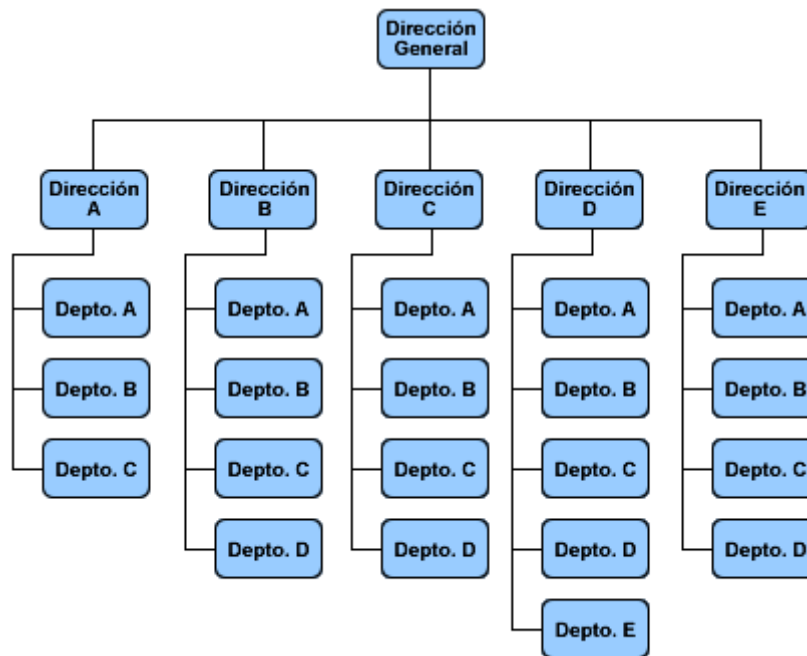 Dirección
General
Dirección
A
Dirección
B
Dirección
C
Dirección
D
Dirección
E
Depto. A
Depto. A
Depto. A
Depto. A
Depto. A
Depto. B
Depto. B
Depto. B
Depto. B
Depto. B
Depto. C
Depto. C
Depto. C
Depto. C
Depto. C
Depto. D
Depto. D
Depto. D
Depto. D
Depto. E